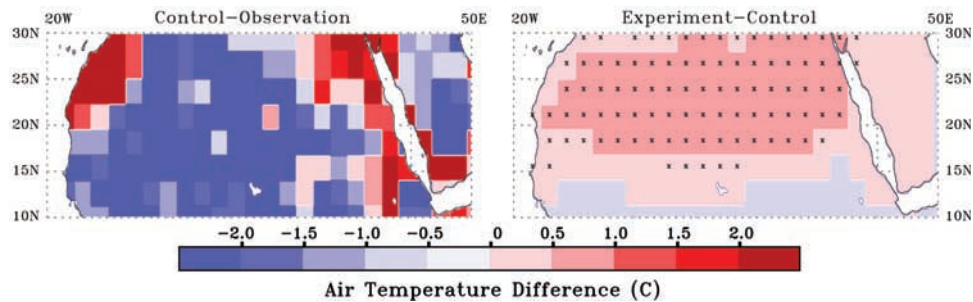 Control-Observation
20W
50E
30N
25N
20N
15N
10N
Experiment-Control
20W
50E
30N
25N
20N
15N
10N
-2.0 -1.5 -1.0 -0.5 0 0.5 1.0 1.5 2.0
Air Temperature Difference (C)